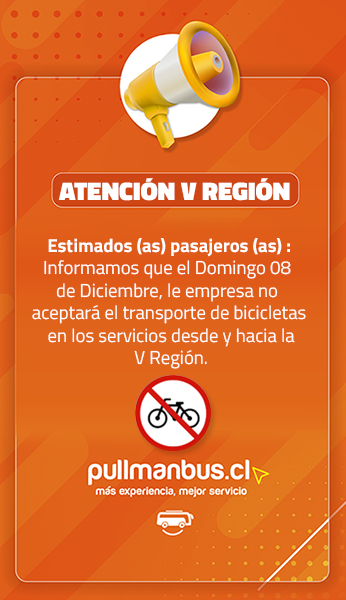 ATENCIÓN V REGIÓN
Estimados (as) pasajeros (as) :
Informamos que el Domingo 08
de Diciembre, le empresa no
aceptará el transporte de bicicletas
en los servicios desde y hacia la
V Región.
pullmanbus.cl
más experiencia, mejor servicio